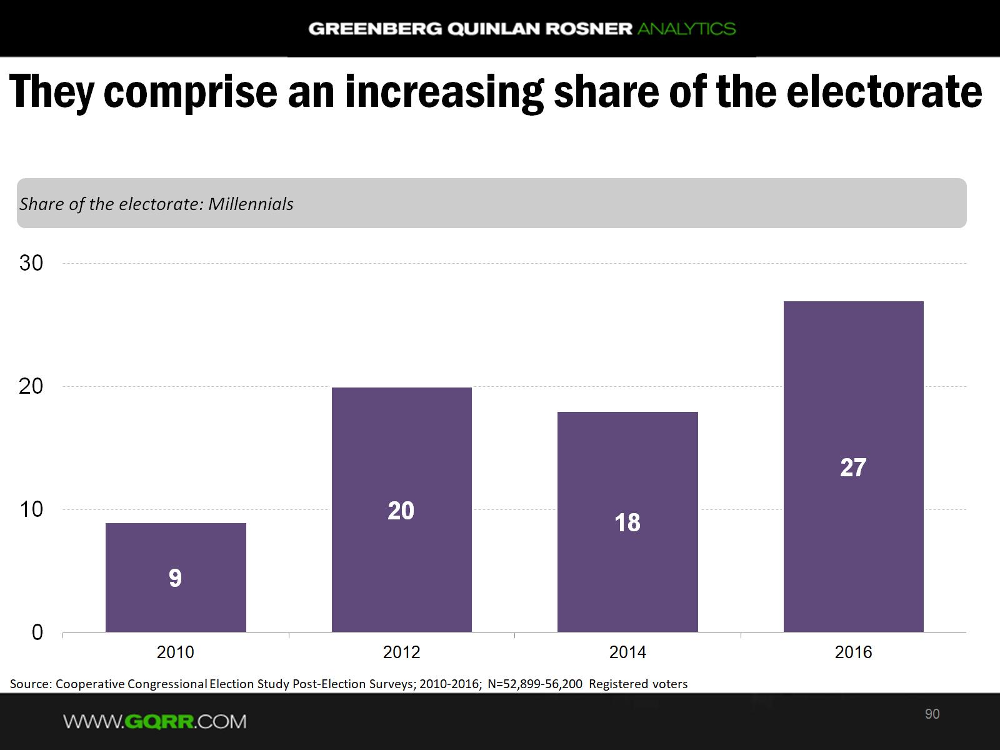 GREENBERG QUINLAN ROSNER ANALYTICS
They comprise an increasing share of the electorate
Share of the electorate: Millennials
30
20
10
0
9
20
18
27
2010
2012
2014
2016
Source: Cooperative Congressional Election Study Post-Election Surveys; 2010-2016; N=52,899-56,200 Registered voters
WWW.GQRR.COM
90